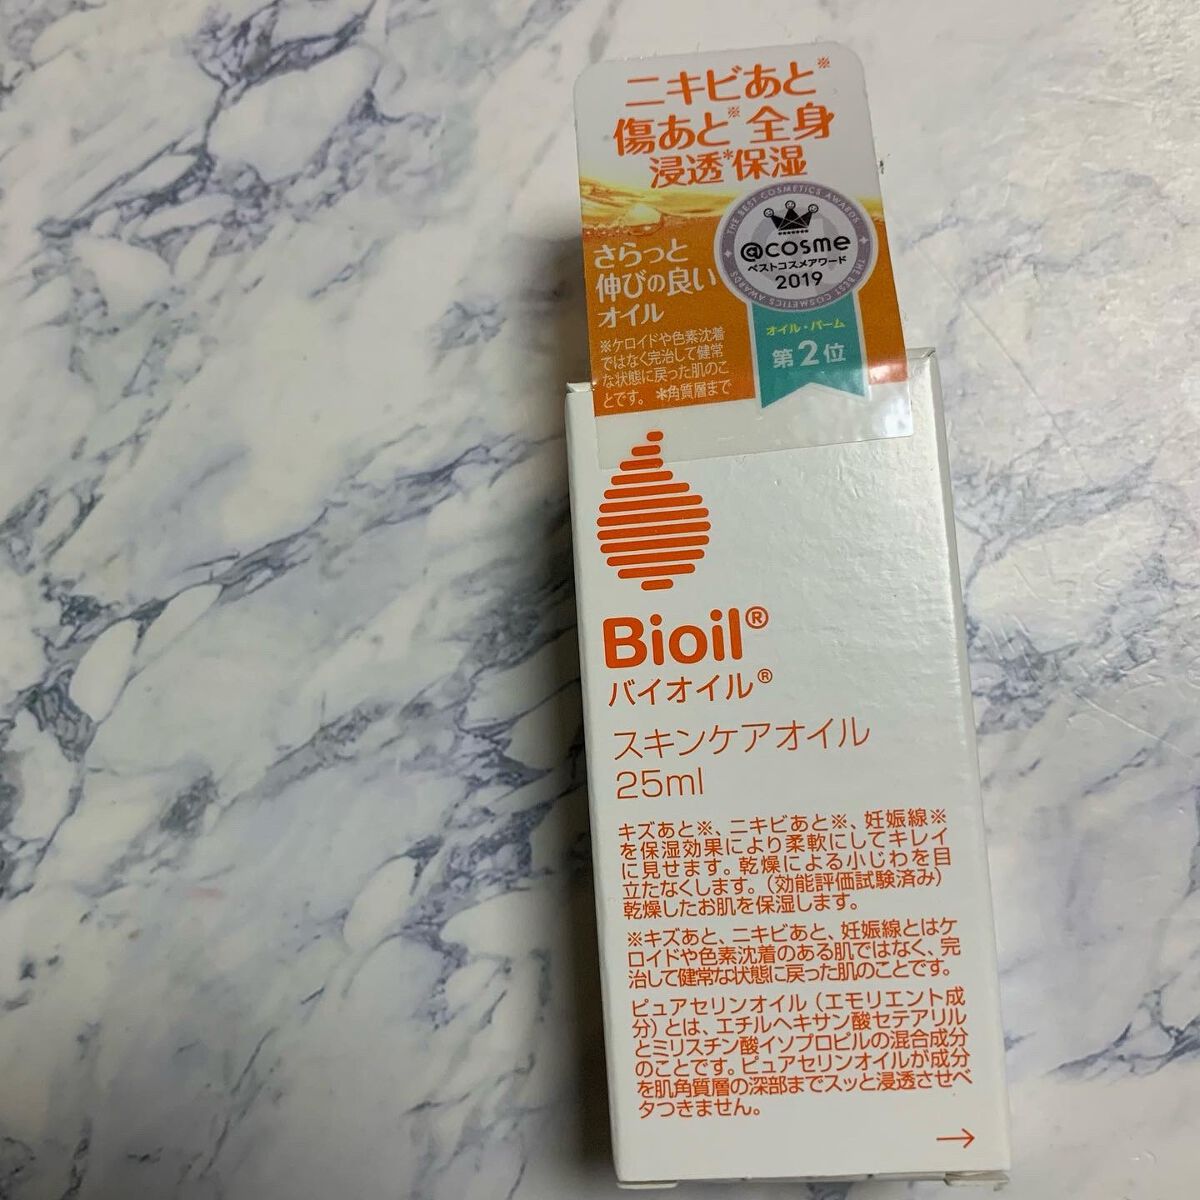 ニキビあと※
傷あと※ 全身
浸透*保湿
さらっと
伸びの良い
オイル
※ケロイドや色素沈着
ではなく完治して健常
な状態に戻った肌のこ
とです。 *角質層まで
THE BEST COSMETICS AWARDS
@cosme
ベストコスメアワード
2019
THE BEST COSMETICS AWARDS
オイル・バーム
第2位
Bioil®
バイオイル®
スキンケアオイル
25ml
キズあと※、ニキビあと※、妊娠線※
を保湿効果により柔軟にしてキレイ
に見せます。乾燥による小じわを目
立たなくします。(効能評価試験済み)
乾燥したお肌を保湿します。
※キズあと、ニキビあと、妊娠線とはケ
ロイドや色素沈着のある肌ではなく、完
治して健常な状態に戻った肌のことです。
ピュアセリンオイル(エモリエント成
分)とは、エチルヘキサン酸セテアリル
とミリスチン酸イソプロピルの混合成分
のことです。ピュアセリンオイルが成分
を肌角質層の深部までスッと浸透させベ
タつきません。
→